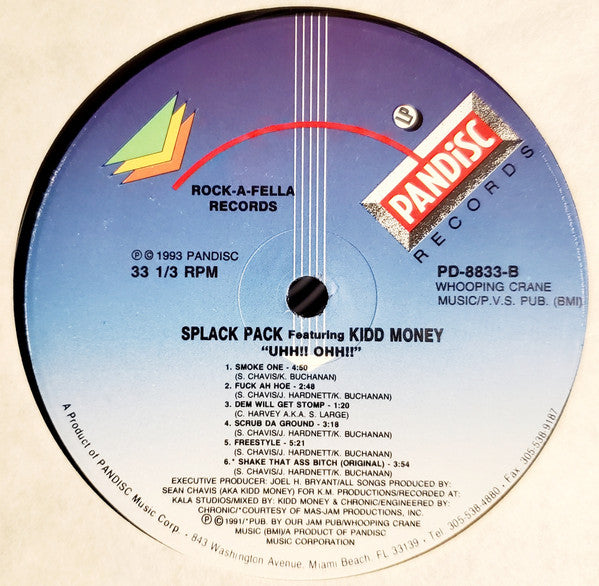 LP
PANDISC
RECORDS
ROCK-A-FELLA
RECORDS
℗ © 1993 PANDISC
33 1/3 RPM
PD-8833-B
WHOOPING CRANE
MUSIC/P.V.S. PUB. (BMI)
SPLACK PACK Featuring KIDD MONEY
"UHH!! OHH!!"
1. SMOKE ONE - 4:50
(S. CHAVIS/K. BUCHANAN)
2. FUCK AH HOE - 2:48
(S. CHAVIS/J. HARDNETT/K. BUCHANAN)
3. DEM WILL GET STOMP - 1:20
(C. HARVEY A.K.A. S. LARGE)
4. SCRUB DA GROUND - 3:18
(S. CHAVIS/J. HARDNETT/K. BUCHANAN)
5. FREESTYLE - 5:21
(S. CHAVIS/J. HARDNETT/K. BUCHANAN)
6.* SHAKE THAT ASS BITCH (ORIGINAL) - 3:54
(S. CHAVIS/J. HARDNETT/K. BUCHANAN)
EXECUTIVE PRODUCER: JOEL H. BRYANT/ALL SONGS PRODUCED BY:
SEAN CHAVIS (AKA KIDD MONEY) FOR K.M. PRODUCTIONS/RECORDED AT:
KALA STUDIOS/MIXED BY: KIDD MONEY & CHRONIC/ENGINEERED BY:
CHRONIC/*COURTESY OF MAS-JAM PRODUCTIONS, INC.
℗ © 1991/*PUB. BY OUR JAM PUB/WHOOPING CRANE
MUSIC (BMI)/A PRODUCT OF PANDISC
MUSIC CORPORATION
A Product of PANDISC Music Corp. - 843 Washington Avenue, Miami Beach, FL 33139 - Tel. 305-538-4880 - Fax 305-538-9187